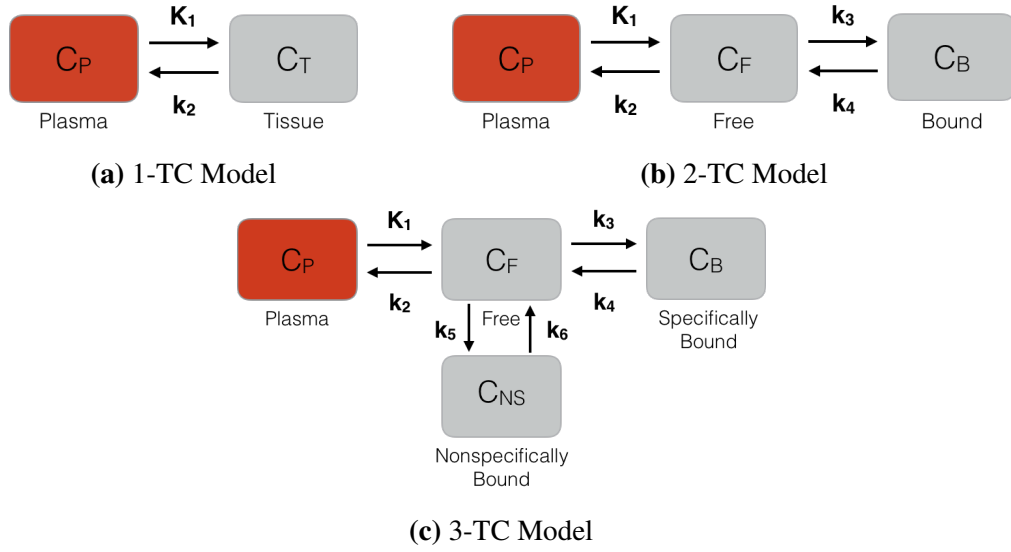 K1 K1 k3
CP CT CP CF CB
k2 k2 k4
Plasma Tissue Plasma Free Bound
(a) 1-TC Model (b) 2-TC Model
K1 k3
CP CF CB
k2 k4
Plasma k5 Free k6 Specifically
Bound
CNS
Nonspecifically
Bound
(c) 3-TC Model